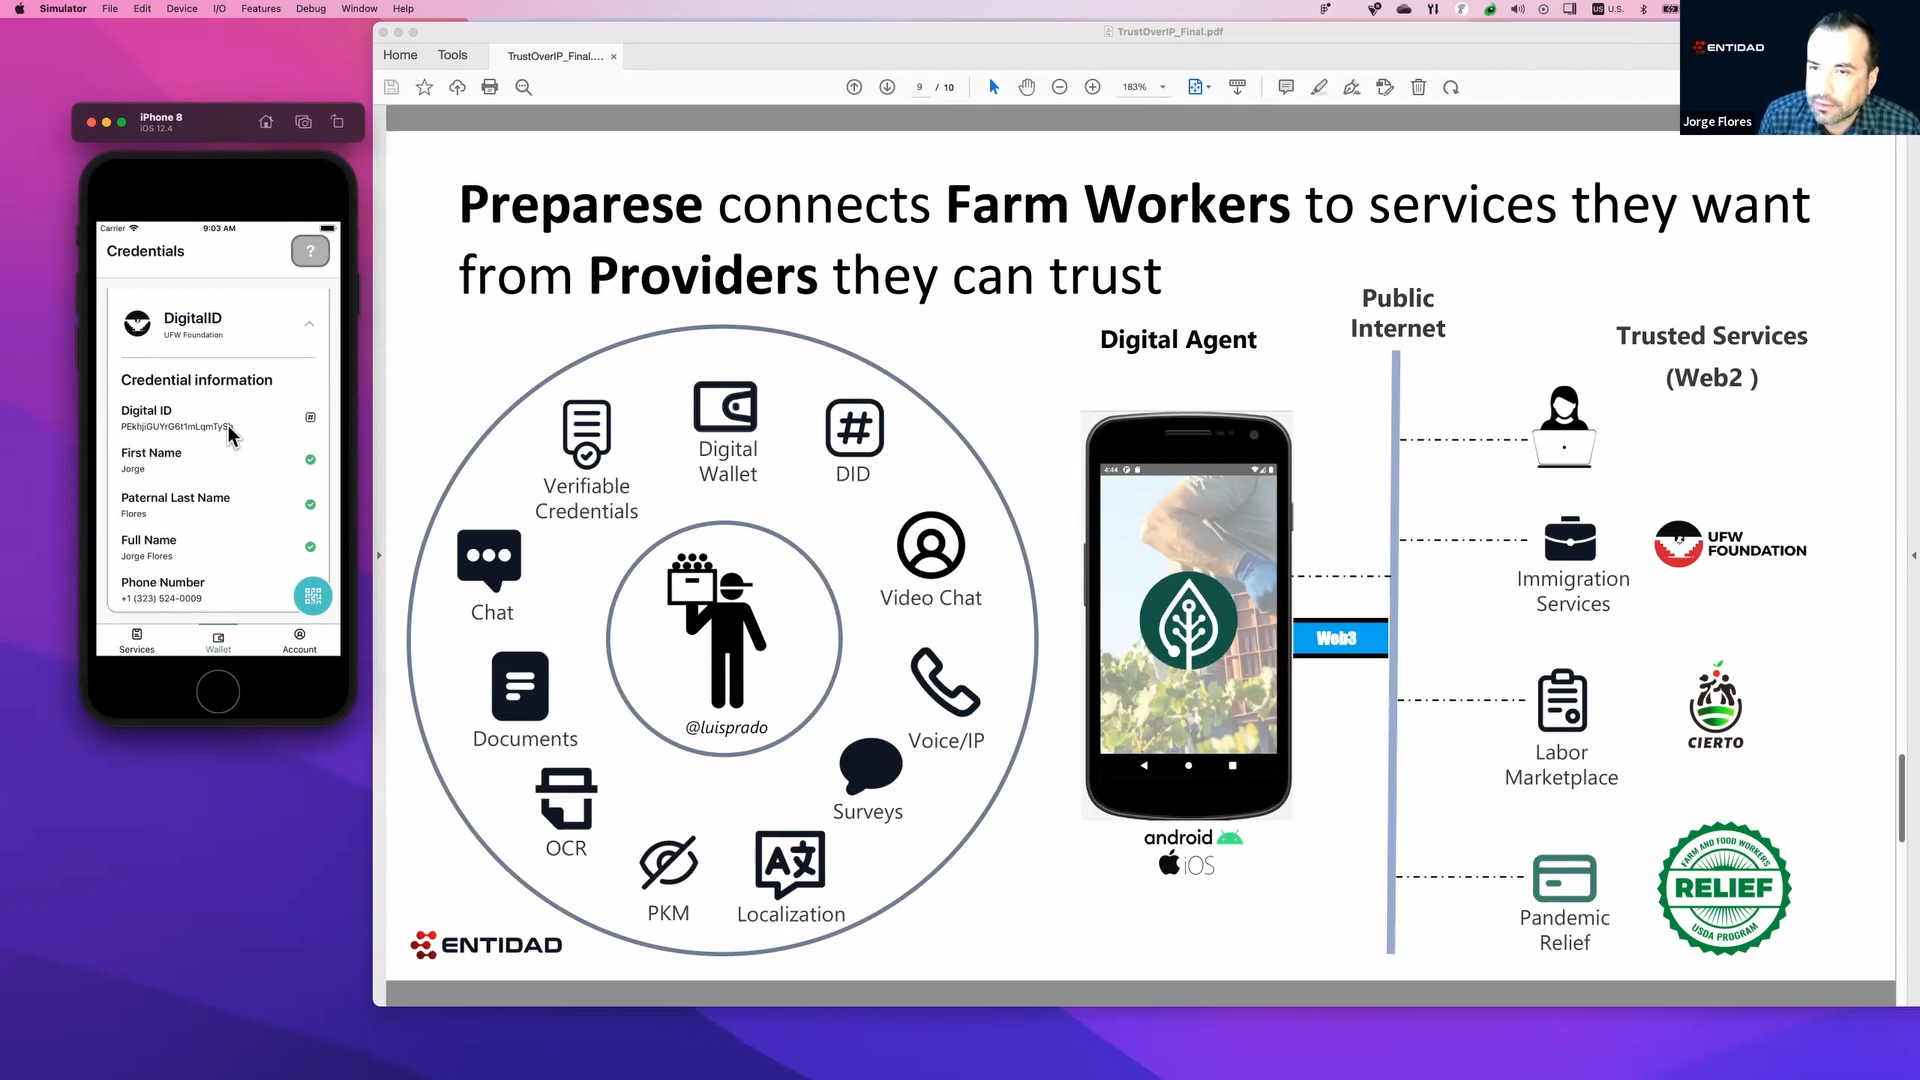 Simulator File Edit Device I/O Features Debug Window Help
U.S.
TrustOverIP_Final.pdf
Home Tools TrustOverIP_Final.... ×
9 / 10
183%
ENTIDAD
Jorge Flores
iPhone 8
iOS 12.4
Carrier 9:03 AM
Credentials
?
DigitalID
UFW Foundation
Credential information
Digital ID
First Name
Jorge
Paternal Last Name
Flores
Full Name
Jorge Flores
Phone Number
+1 (323) 524-0009
Services Wallet Account
Preparese connects Farm Workers to services they want
from Providers they can trust
Verifiable
Credentials
Digital
Wallet
#
DID
Chat
Video Chat
Documents
Voice/IP
@luisprado
OCR
Surveys
PKM
Localization
ENTIDAD
Digital Agent
4:44
android
iOS
Web3
Public
Internet
Trusted Services
(Web2 )
Immigration
Services
UFW
FOUNDATION
Labor
Marketplace
CIERTO
Pandemic
Relief
FARM AND FOOD WORKERS
RELIEF
USDA PROGRAM